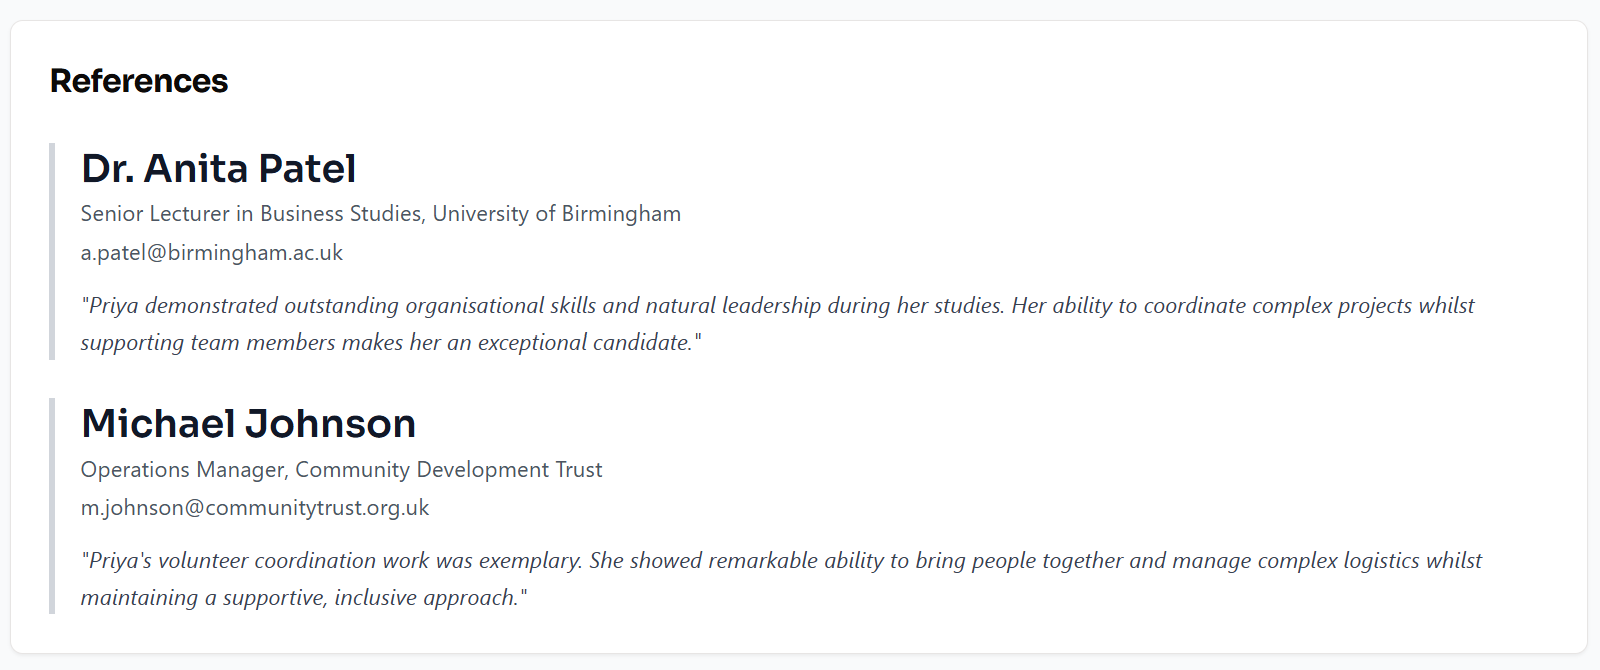 References
Dr. Anita Patel
Senior Lecturer in Business Studies, University of Birmingham
a.patel@birmingham.ac.uk
"Priya demonstrated outstanding organisational skills and natural leadership during her studies. Her ability to coordinate complex projects whilst
supporting team members makes her an exceptional candidate."
Michael Johnson
Operations Manager, Community Development Trust
m.johnson@communitytrust.org.uk
"Priya's volunteer coordination work was exemplary. She showed remarkable ability to bring people together and manage complex logistics whilst
maintaining a supportive, inclusive approach."